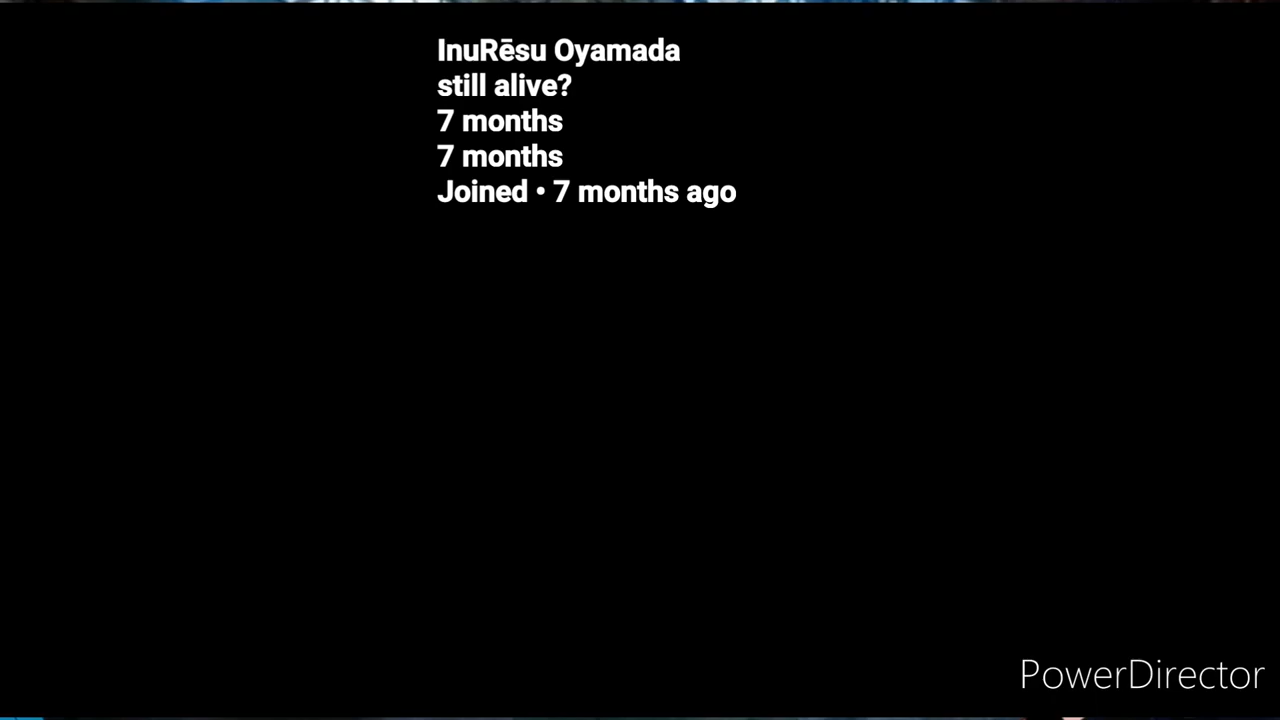 InuRēsu Oyamada
still alive?
7 months
7 months
Joined • 7 months ago
PowerDirector